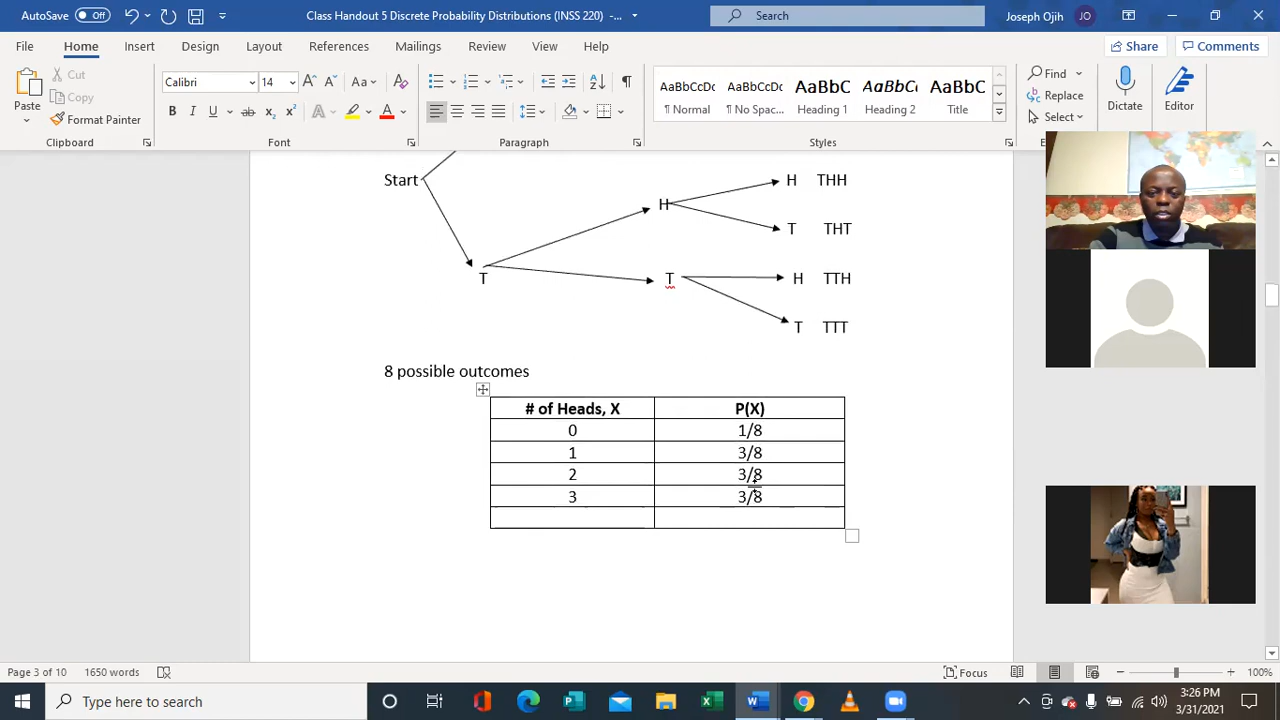 AutoSave Off Class Handout 5 Discrete Probability Distributions (INSS 220) -... Search Joseph Ojih JO
File Home Insert Design Layout References Mailings Review View Help Share Comments
Paste Cut Copy Format Painter
Calibri 14
AaBbCcDc AaBbCcDc AaBbC AaBbCcI AaBbC
¶ Normal ¶ No Spac... Heading 1 Heading 2 Title
Find Replace Select Dictate Editor
Clipboard Font Paragraph Styles
Start
H THH
H
T THT
T
T
H TTH
T TTT
8 possible outcomes
# of Heads, X P(X)
0 1/8
1 3/8
2 3/8
3 3/8
Page 3 of 10 1650 words Focus 100%
Type here to search 3:26 PM
3/31/2021